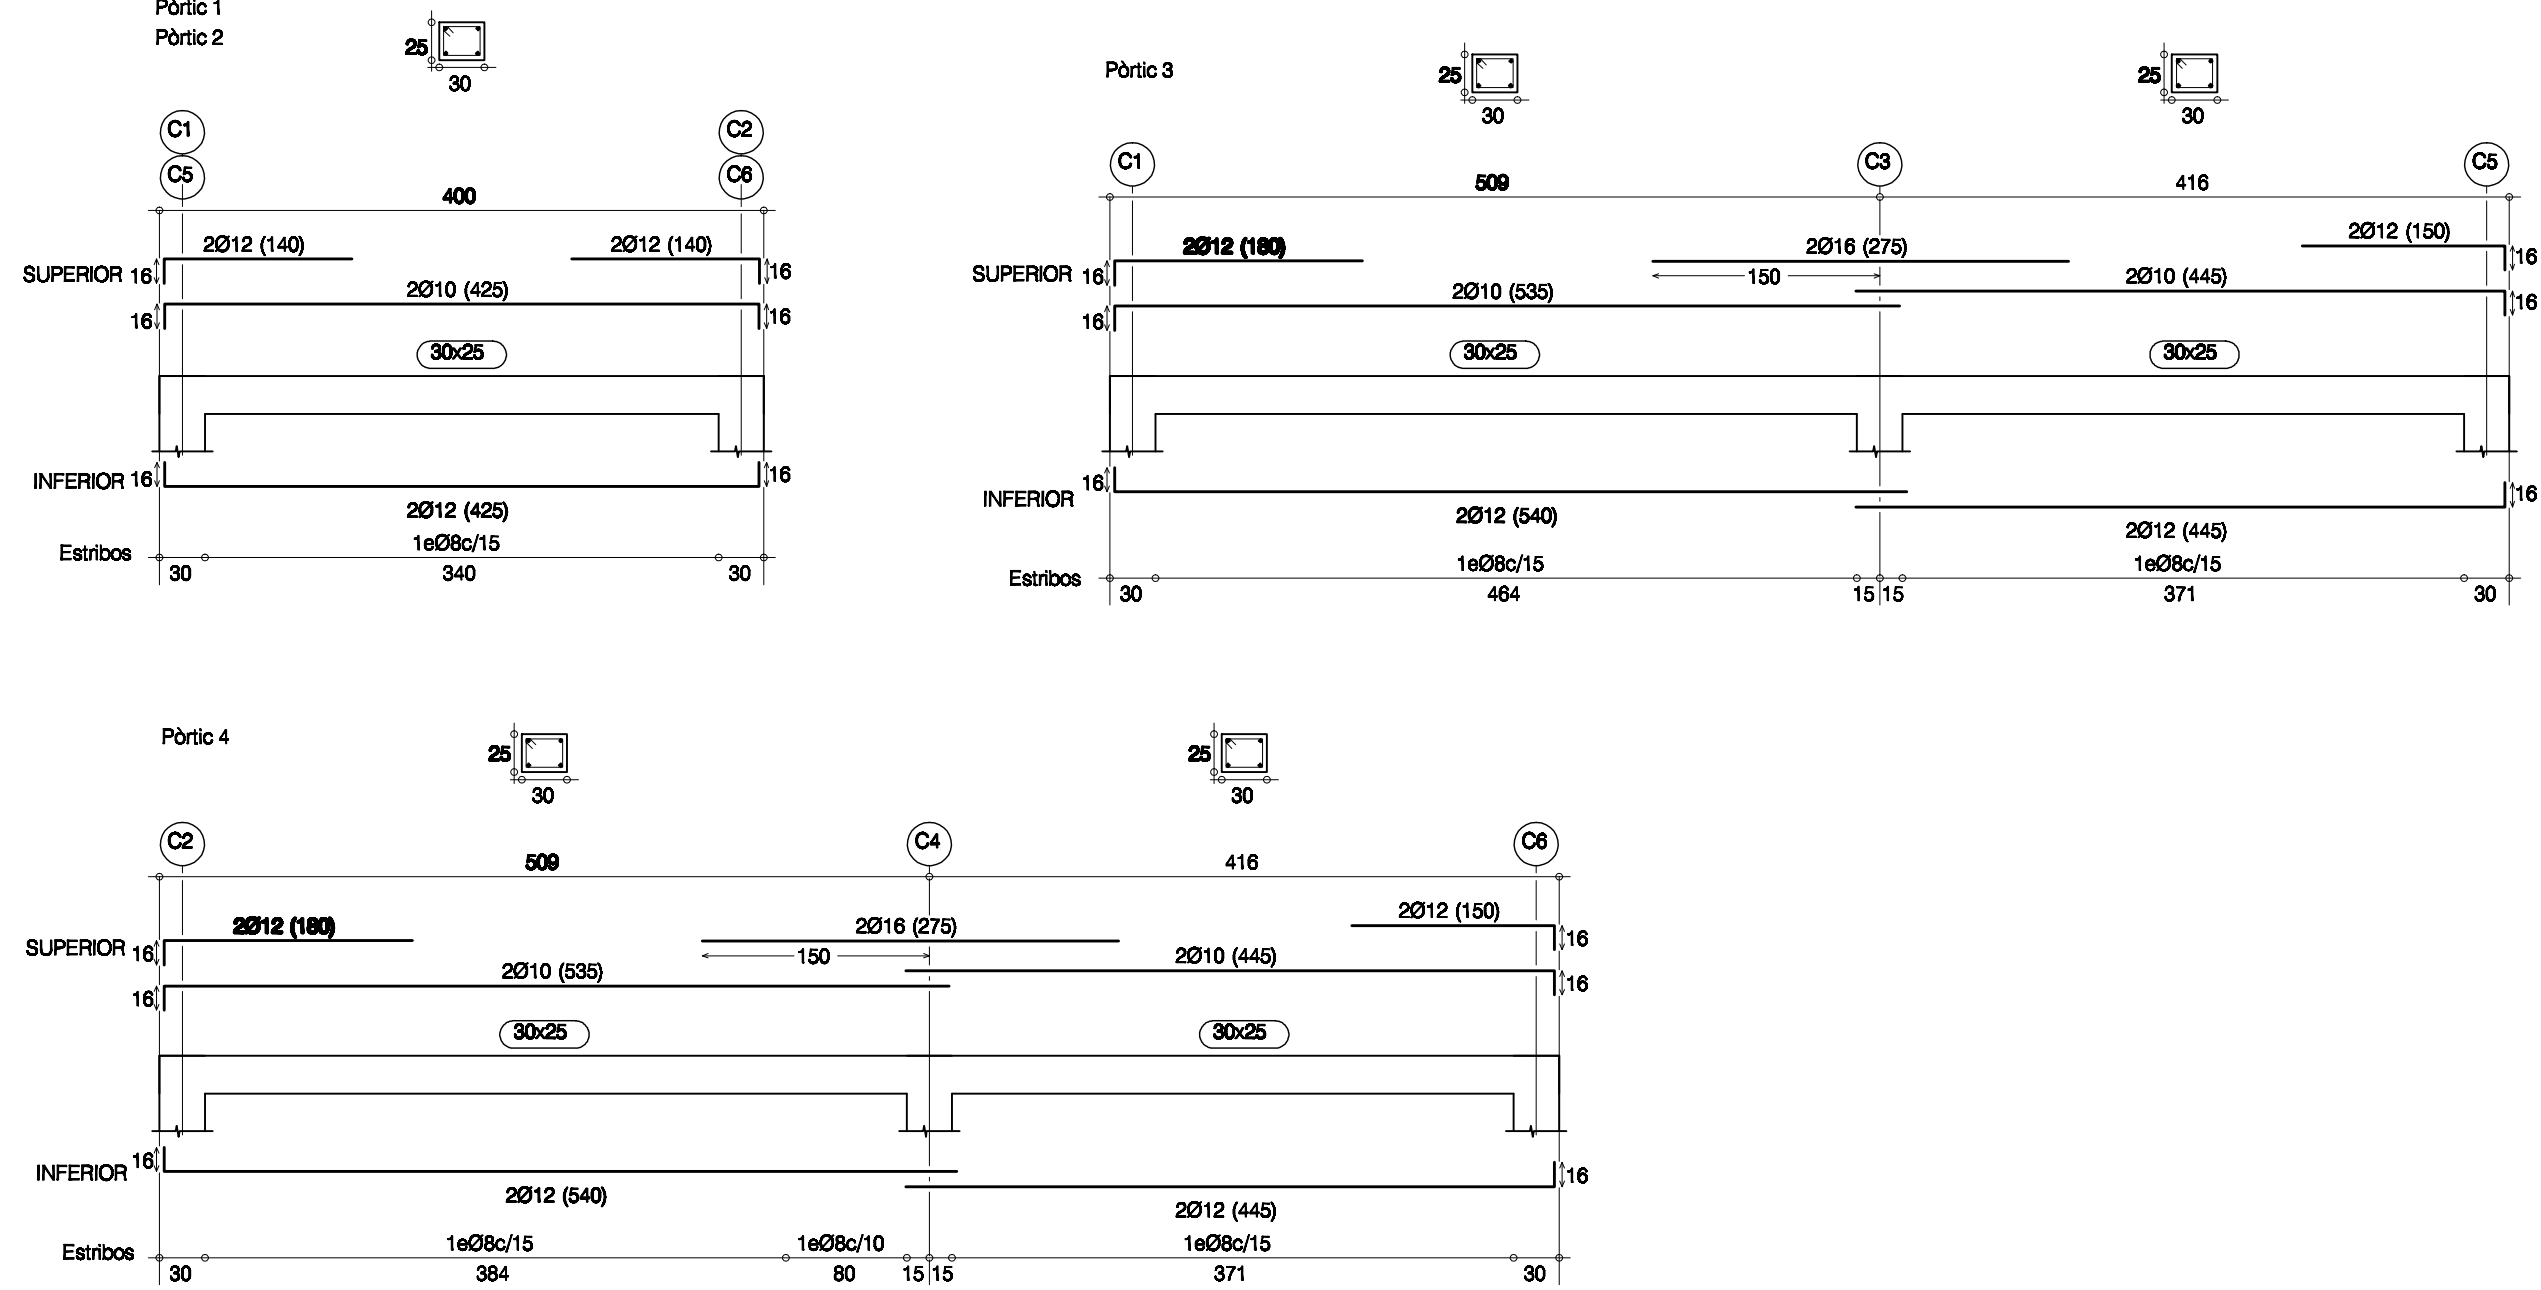 Pòrtic 1
Pòrtic 2
25
30
C1 C2
C5 C6
400
2Ø12 (140) 2Ø12 (140)
SUPERIOR 16 16
2Ø10 (425)
16 16
30x25
INFERIOR 16 16
2Ø12 (425)
1eØ8c/15
Estribos
30 340 30
Pòrtic 3
25 25
30 30
C1 C3 C5
509 416
2Ø12 (180) 2Ø16 (275) 2Ø12 (150)
SUPERIOR 16 150 16
2Ø10 (535) 2Ø10 (445)
16 16
30x25 30x25
INFERIOR 16 16
2Ø12 (540) 2Ø12 (445)
1eØ8c/15 1eØ8c/15
Estribos
30 464 15 15 371 30
Pòrtic 4
25 25
30 30
C2 C4 C6
509 416
2Ø12 (180) 2Ø16 (275) 2Ø12 (150)
SUPERIOR 16 150 16
2Ø10 (535) 2Ø10 (445)
16 16
30x25 30x25
INFERIOR 16 16
2Ø12 (540) 2Ø12 (445)
1eØ8c/15 1eØ8c/10 1eØ8c/15
Estribos
30 384 80 15 15 371 30